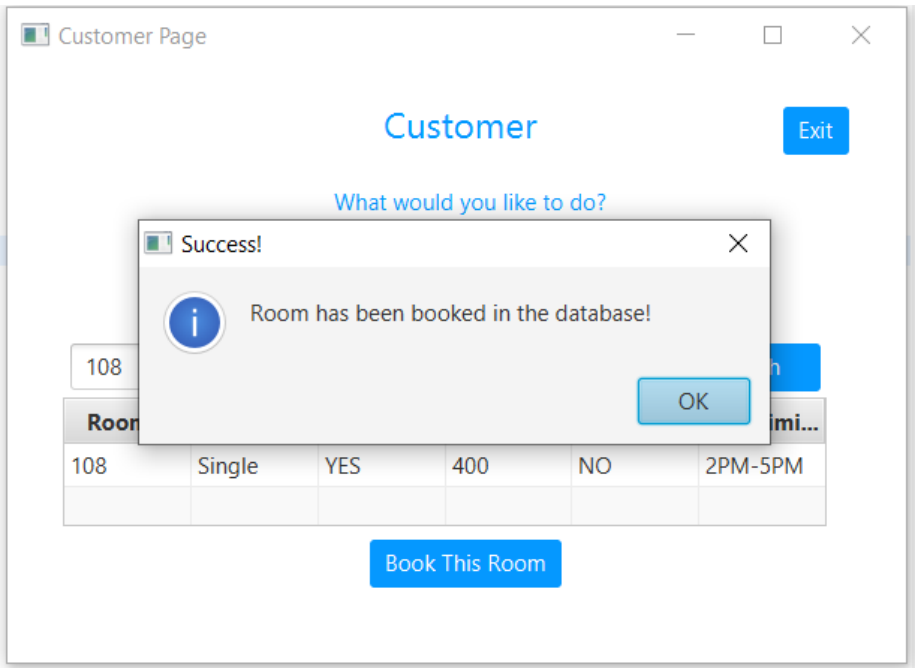 Customer Page
Customer
Exit
What would you like to do?
Success!
Room has been booked in the database!
OK
108
108 Single YES 400 NO 2PM-5PM
Book This Room